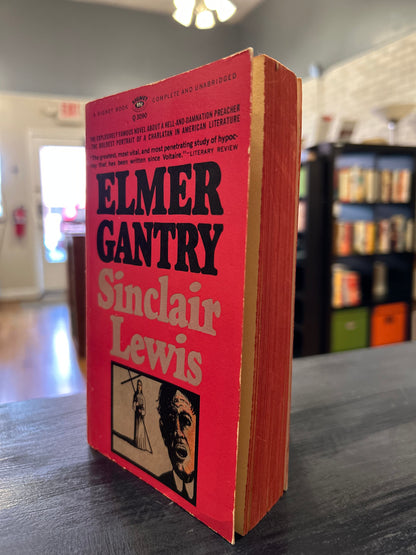 A SIGNET BOOK
COMPLETE AND UNABRIDGED
THE EXPLOSIVELY FAMOUS NOVEL ABOUT A HELL-AND-DAMNATION PREACHER
THE BOLDEST PORTRAIT OF A CHARLATAN IN AMERICAN LITERATURE
"The greatest, most vital, and most penetrating study of hypoc-
risy that has been written since Voltaire."—LITERARY REVIEW
ELMER
GANTRY
Sinclair
Lewis
EXIT